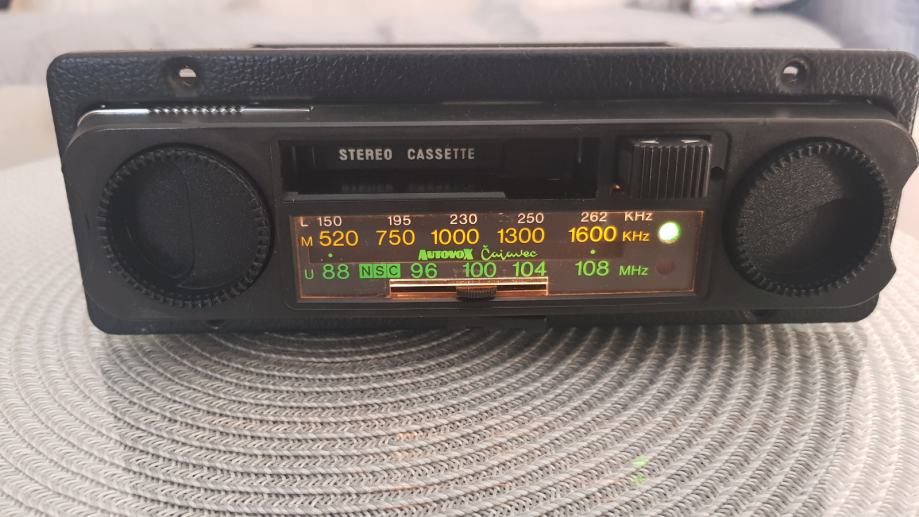 STEREO CASSETTE
L 150 195 230 250 262 KHz
M 520 750 1000 1300 1600 KHz
AUTOVOX Čajavec
U 88 NSC 96 100 104 108 MHz